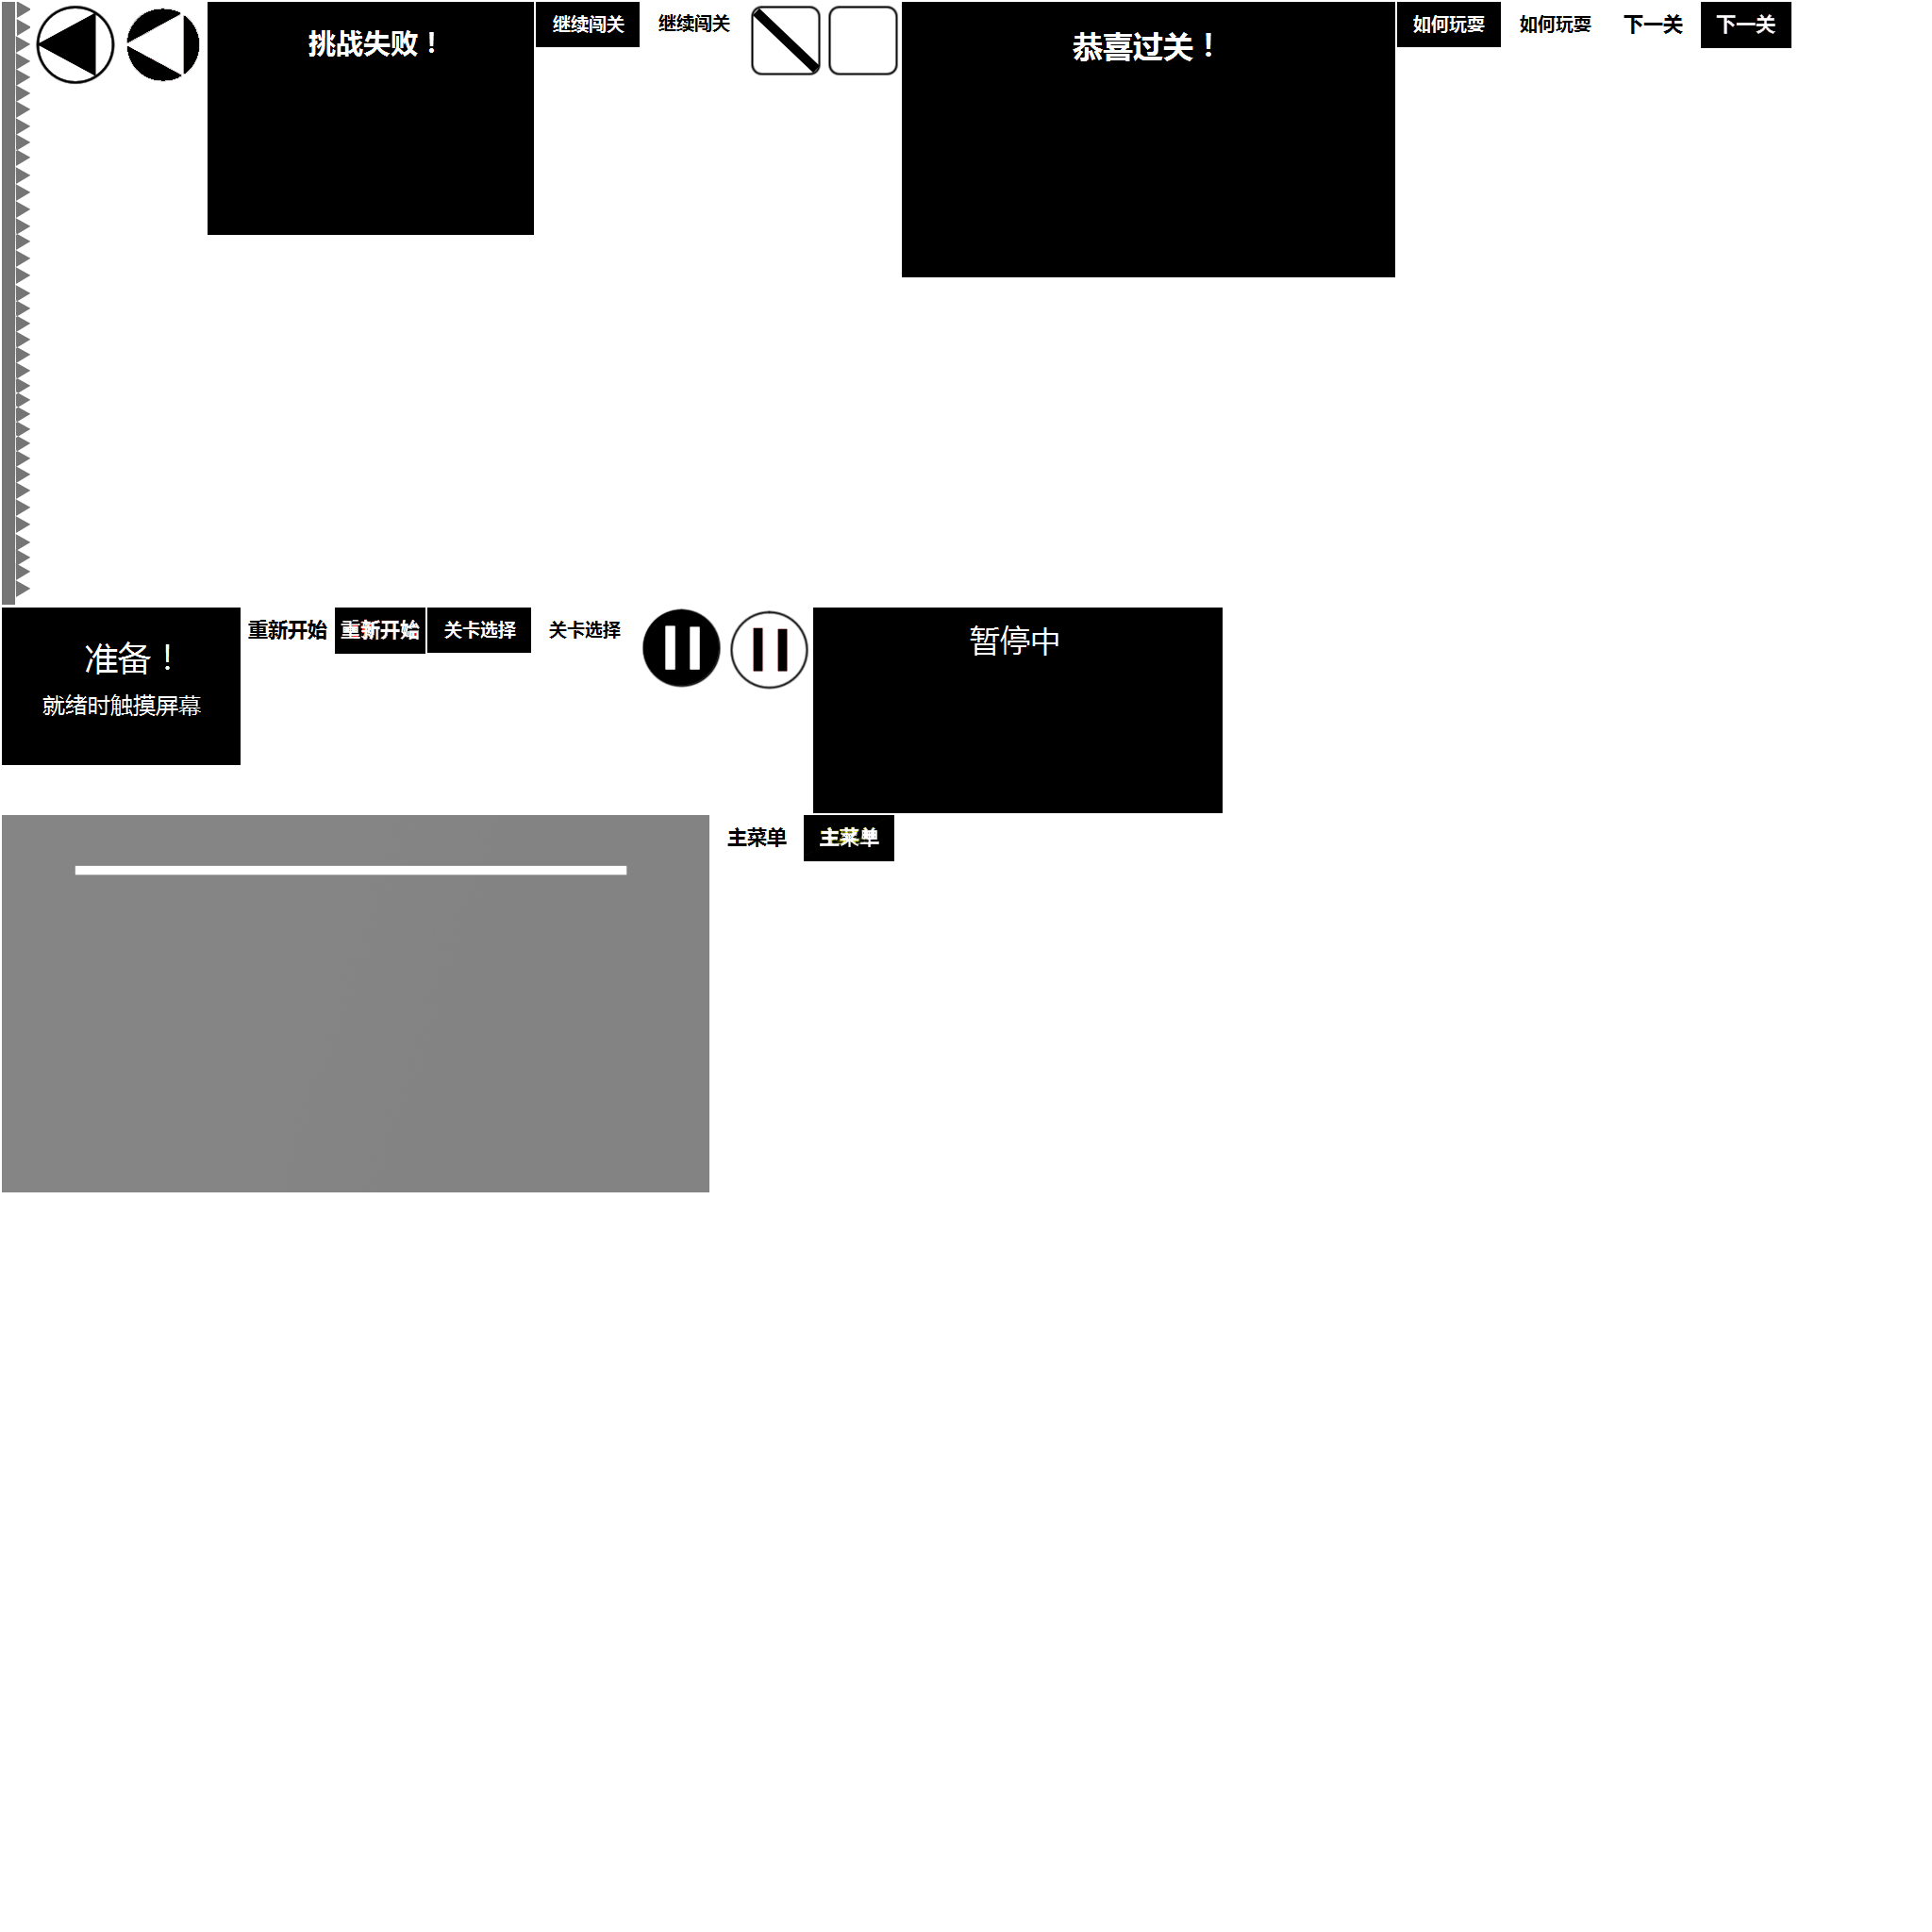 挑战失败！
继续闯关
继续闯关
恭喜过关！
如何玩耍
如何玩耍
下一关
下一关
准备！
就绪时触摸屏幕
重新开始
重新开始
关卡选择
关卡选择
暂停中
主菜单
主菜单